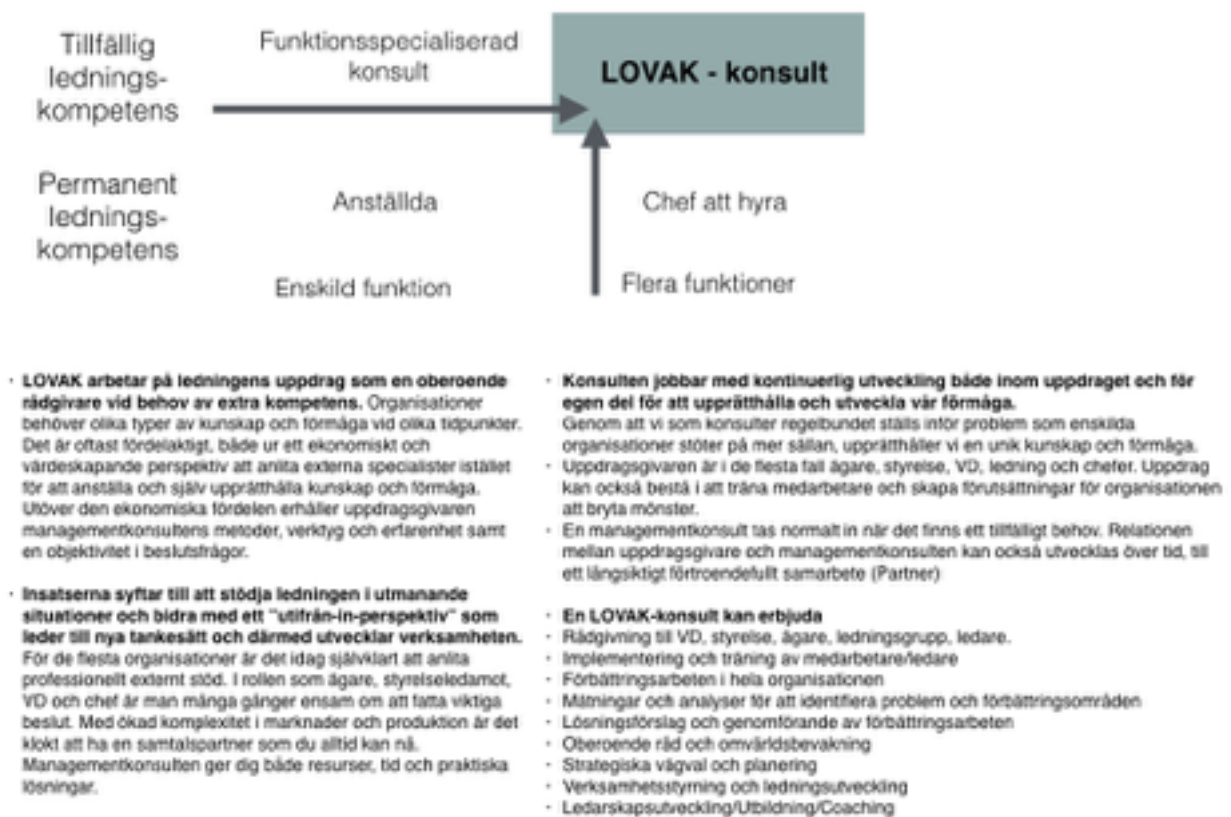 Tillfällig
lednings-
kompetens
Funktionsspecialiserad
konsult
LOVAK - konsult
Permanent
lednings-
kompetens
Anställda
Chef att hyra
Enskild funktion
Flera funktioner
· LOVAK arbetar på ledningens uppdrag som en oberoende
rådgivare vid behov av extra kompetens. Organisationer
behöver olika typer av kunskap och förmåga vid olika tidpunkter.
Det är oftast fördelaktigt, både ur ett ekonomiskt och
värdeskapande perspektiv att anlita externa specialister istället
för att anställa och själv upprätthålla kunskap och förmåga.
Utöver den ekonomiska fördelen erhåller uppdragsgivaren
managementkonsultens metoder, verktyg och erfarenhet samt
en objektivitet i beslutsfrågor.
· Insatserna syftar till att stödja ledningen i utmanande
situationer och bidra med ett "utifrån-in-perspektiv" som
leder till nya tankesätt och därmed utvecklar verksamheten.
För de flesta organisationer är det idag självklart att anlita
professionellt externt stöd. I rollen som ägare, styrelseledamot,
VD och chef är man många gånger ensam om att fatta viktiga
beslut. Med ökad komplexitet i marknader och produktion är det
klokt att ha en samtalspartner som du alltid kan nå.
Managementkonsulten ger dig både resurser, tid och praktiska
lösningar.
· Konsulten jobbar med kontinuerlig utveckling både inom uppdraget och för
egen del för att upprätthålla och utveckla vår förmåga.
Genom att vi som konsulter regelbundet ställs inför problem som enskilda
organisationer stöter på mer sällan, upprätthåller vi en unik kunskap och förmåga.
· Uppdragsgivaren är i de flesta fall ägare, styrelse, VD, ledning och chefer. Uppdrag
kan också bestå i att träna medarbetare och skapa förutsättningar för organisationen
att bryta mönster.
· En managementkonsult tas normalt in när det finns ett tillfälligt behov. Relationen
mellan uppdragsgivare och managementkonsulten kan också utvecklas över tid, till
ett långsiktigt förtroendefullt samarbete (Partner)
· En LOVAK-konsult kan erbjuda
· Rådgivning till VD, styrelse, ägare, ledningsgrupp, ledare.
· Implementering och träning av medarbetare/ledare
· Förbättringsarbeten i hela organisationen
· Mätningar och analyser för att identifiera problem och förbättringsområden
· Lösningsförslag och genomförande av förbättringsarbeten
· Oberoende råd och omvärldsbevakning
· Strategiska vägval och planering
· Verksamhetsstyrning och ledningsutveckling
· Ledarskapsutveckling/Utbildning/Coaching